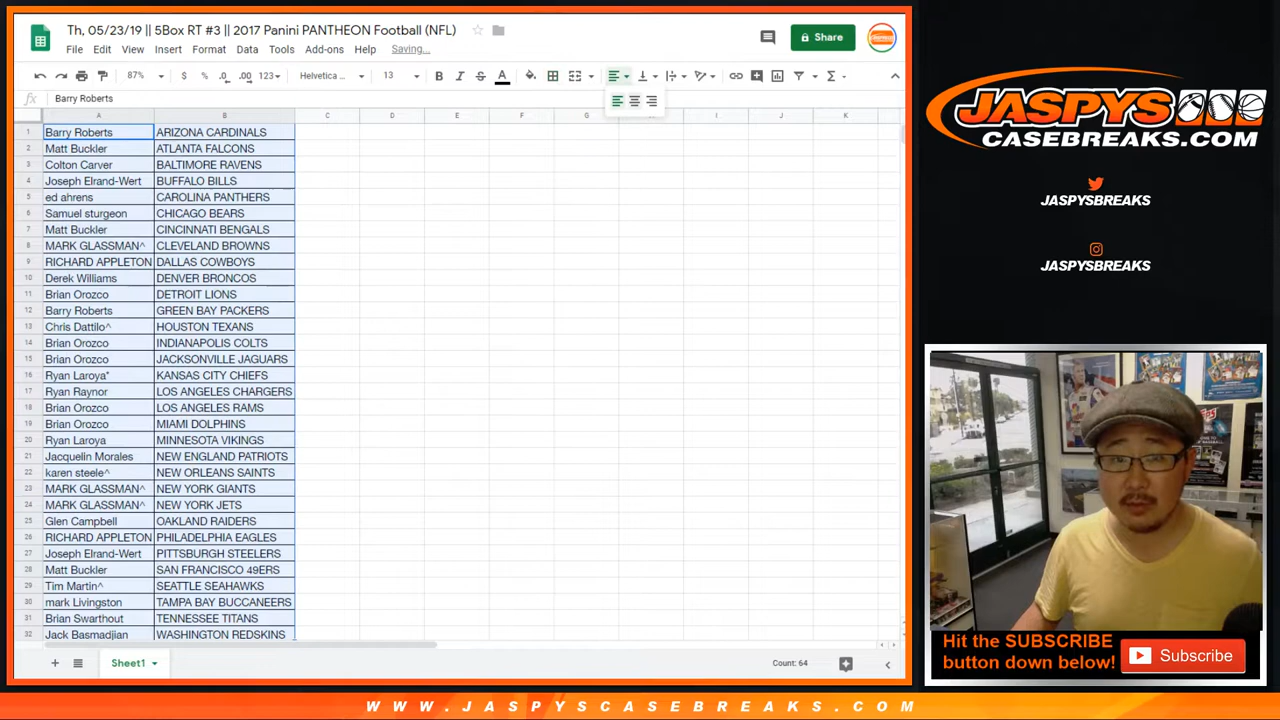 Th, 05/23/19 || 5Box RT #3 || 2017 Panini PANTHEON Football (NFL)
File Edit View Insert Format Data Tools Add-ons Help Saving...
Share
87% $ % .0 .00 123 Helvetica ... 13 B I S A
fx Barry Roberts
A B C D E F G H I J K
1 Barry Roberts ARIZONA CARDINALS
2 Matt Buckler ATLANTA FALCONS
3 Colton Carver BALTIMORE RAVENS
4 Joseph Elrand-Wert BUFFALO BILLS
5 ed ahrens CAROLINA PANTHERS
6 Samuel sturgeon CHICAGO BEARS
7 Matt Buckler CINCINNATI BENGALS
8 MARK GLASSMAN^ CLEVELAND BROWNS
9 RICHARD APPLETON DALLAS COWBOYS
10 Derek Williams DENVER BRONCOS
11 Brian Orozco DETROIT LIONS
12 Barry Roberts GREEN BAY PACKERS
13 Chris Dattilo^ HOUSTON TEXANS
14 Brian Orozco INDIANAPOLIS COLTS
15 Brian Orozco JACKSONVILLE JAGUARS
16 Ryan Laroya* KANSAS CITY CHIEFS
17 Ryan Raynor LOS ANGELES CHARGERS
18 Brian Orozco LOS ANGELES RAMS
19 Brian Orozco MIAMI DOLPHINS
20 Ryan Laroya MINNESOTA VIKINGS
21 Jacquelin Morales NEW ENGLAND PATRIOTS
22 karen steele^ NEW ORLEANS SAINTS
23 MARK GLASSMAN^ NEW YORK GIANTS
24 MARK GLASSMAN^ NEW YORK JETS
25 Glen Campbell OAKLAND RAIDERS
26 RICHARD APPLETON PHILADELPHIA EAGLES
27 Joseph Elrand-Wert PITTSBURGH STEELERS
28 Matt Buckler SAN FRANCISCO 49ERS
29 Tim Martin^ SEATTLE SEAHAWKS
30 mark Livingston TAMPA BAY BUCCANEERS
31 Brian Swarthout TENNESSEE TITANS
32 Jack Basmadjian WASHINGTON REDSKINS
Sheet1
Count: 64
JASPYS
CASEBREAKS.COM
JASPYSBREAKS
JASPYSBREAKS
Hit the SUBSCRIBE
button down below!
Subscribe
WWW.JASPYSCASEBREAKS.COM